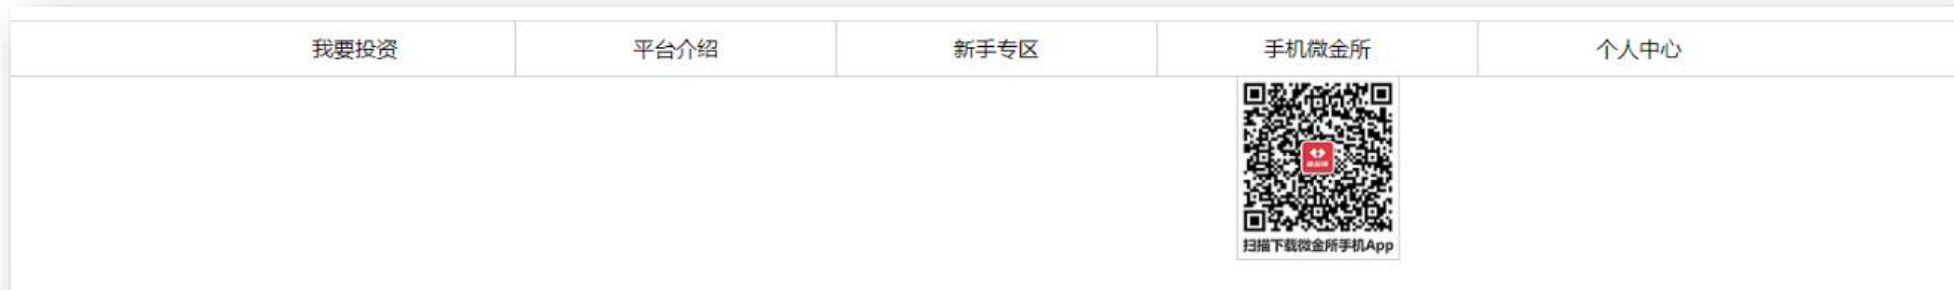 我要投资
平台介绍
新手专区
手机微金所
个人中心
扫描下载微金所手机App